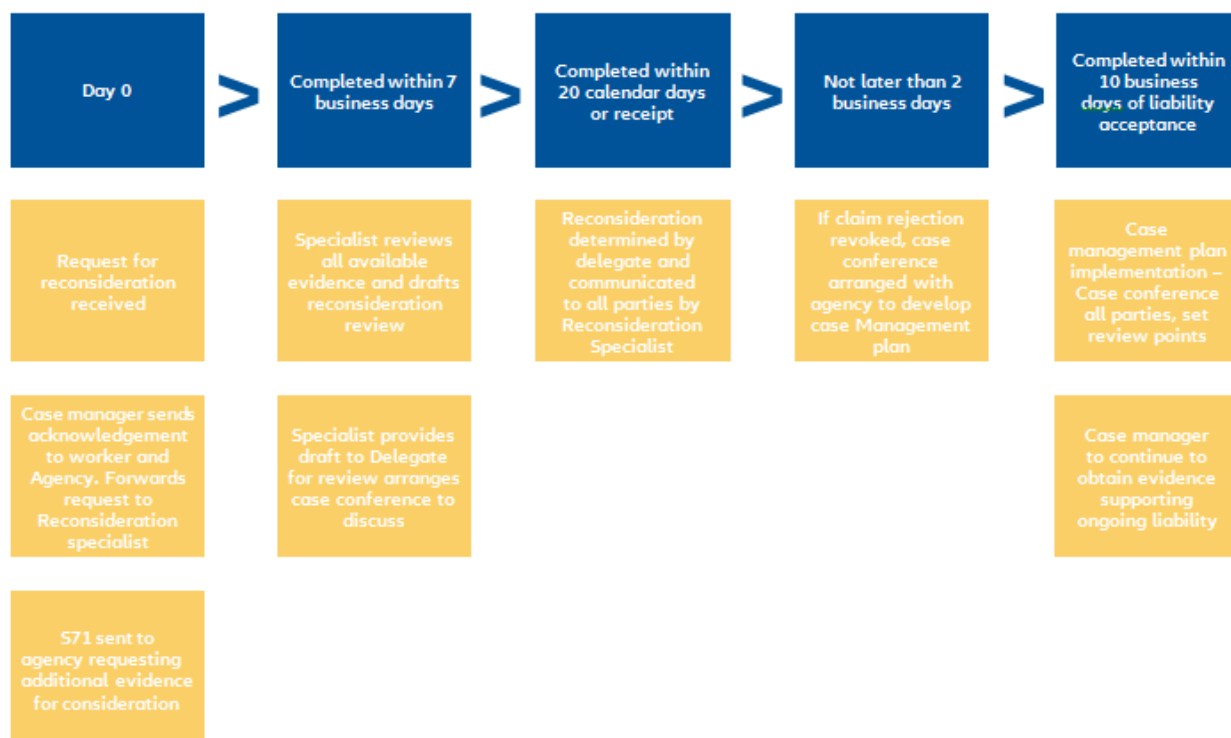 Day 0
>
Completed within 7
business days
>
Completed within
20 calendar days
or receipt
>
Not later than 2
business days
>
Completed within
10 business
days of liability
acceptance
Request for
reconsideration
received
Specialist reviews
all available
evidence and drafts
reconsideration
review
Reconsideration
determined by
delegate and
communicated
to all parties by
Reconsideration
Specialist
If claim rejection
revoked, case
conference
arranged with
agency to develop
case Management
plan
Case
management plan
implementation –
Case conference
all parties, set
review points
Case manager sends
acknowledgement
to worker and
Agency. Forwards
request to
Reconsideration
specialist
Specialist provides
draft to Delegate
for review arranges
case conference to
discuss
Case manager
to continue to
obtain evidence
supporting
ongoing liability
S71 sent to
agency requesting
additional evidence
for consideration